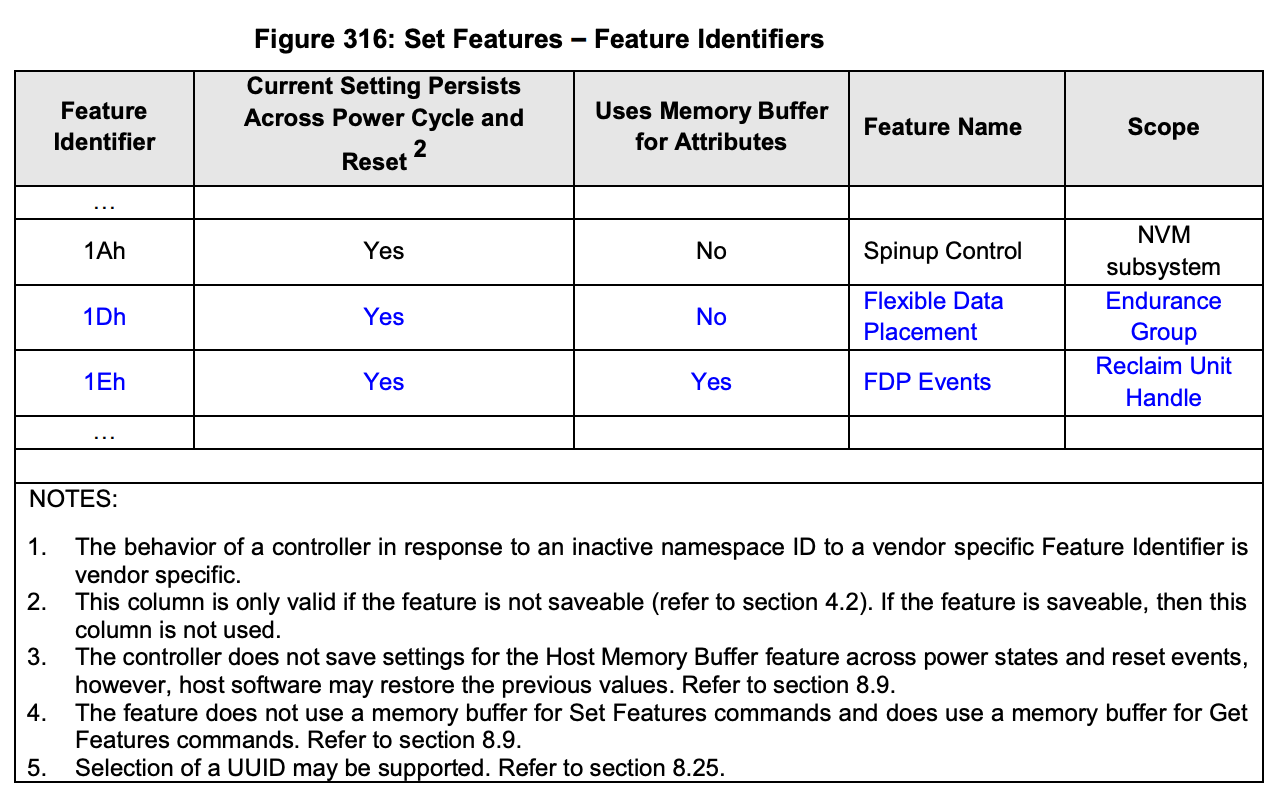 Figure 316: Set Features – Feature Identifiers
Feature Identifier | Current Setting Persists Across Power Cycle and Reset 2 | Uses Memory Buffer for Attributes | Feature Name | Scope
…
1Ah | Yes | No | Spinup Control | NVM subsystem
1Dh | Yes | No | Flexible Data Placement | Endurance Group
1Eh | Yes | Yes | FDP Events | Reclaim Unit Handle
…
NOTES:
1. The behavior of a controller in response to an inactive namespace ID to a vendor specific Feature Identifier is
vendor specific.
2. This column is only valid if the feature is not saveable (refer to section 4.2). If the feature is saveable, then this
column is not used.
3. The controller does not save settings for the Host Memory Buffer feature across power states and reset events,
however, host software may restore the previous values. Refer to section 8.9.
4. The feature does not use a memory buffer for Set Features commands and does use a memory buffer for Get
Features commands. Refer to section 8.9.
5. Selection of a UUID may be supported. Refer to section 8.25.